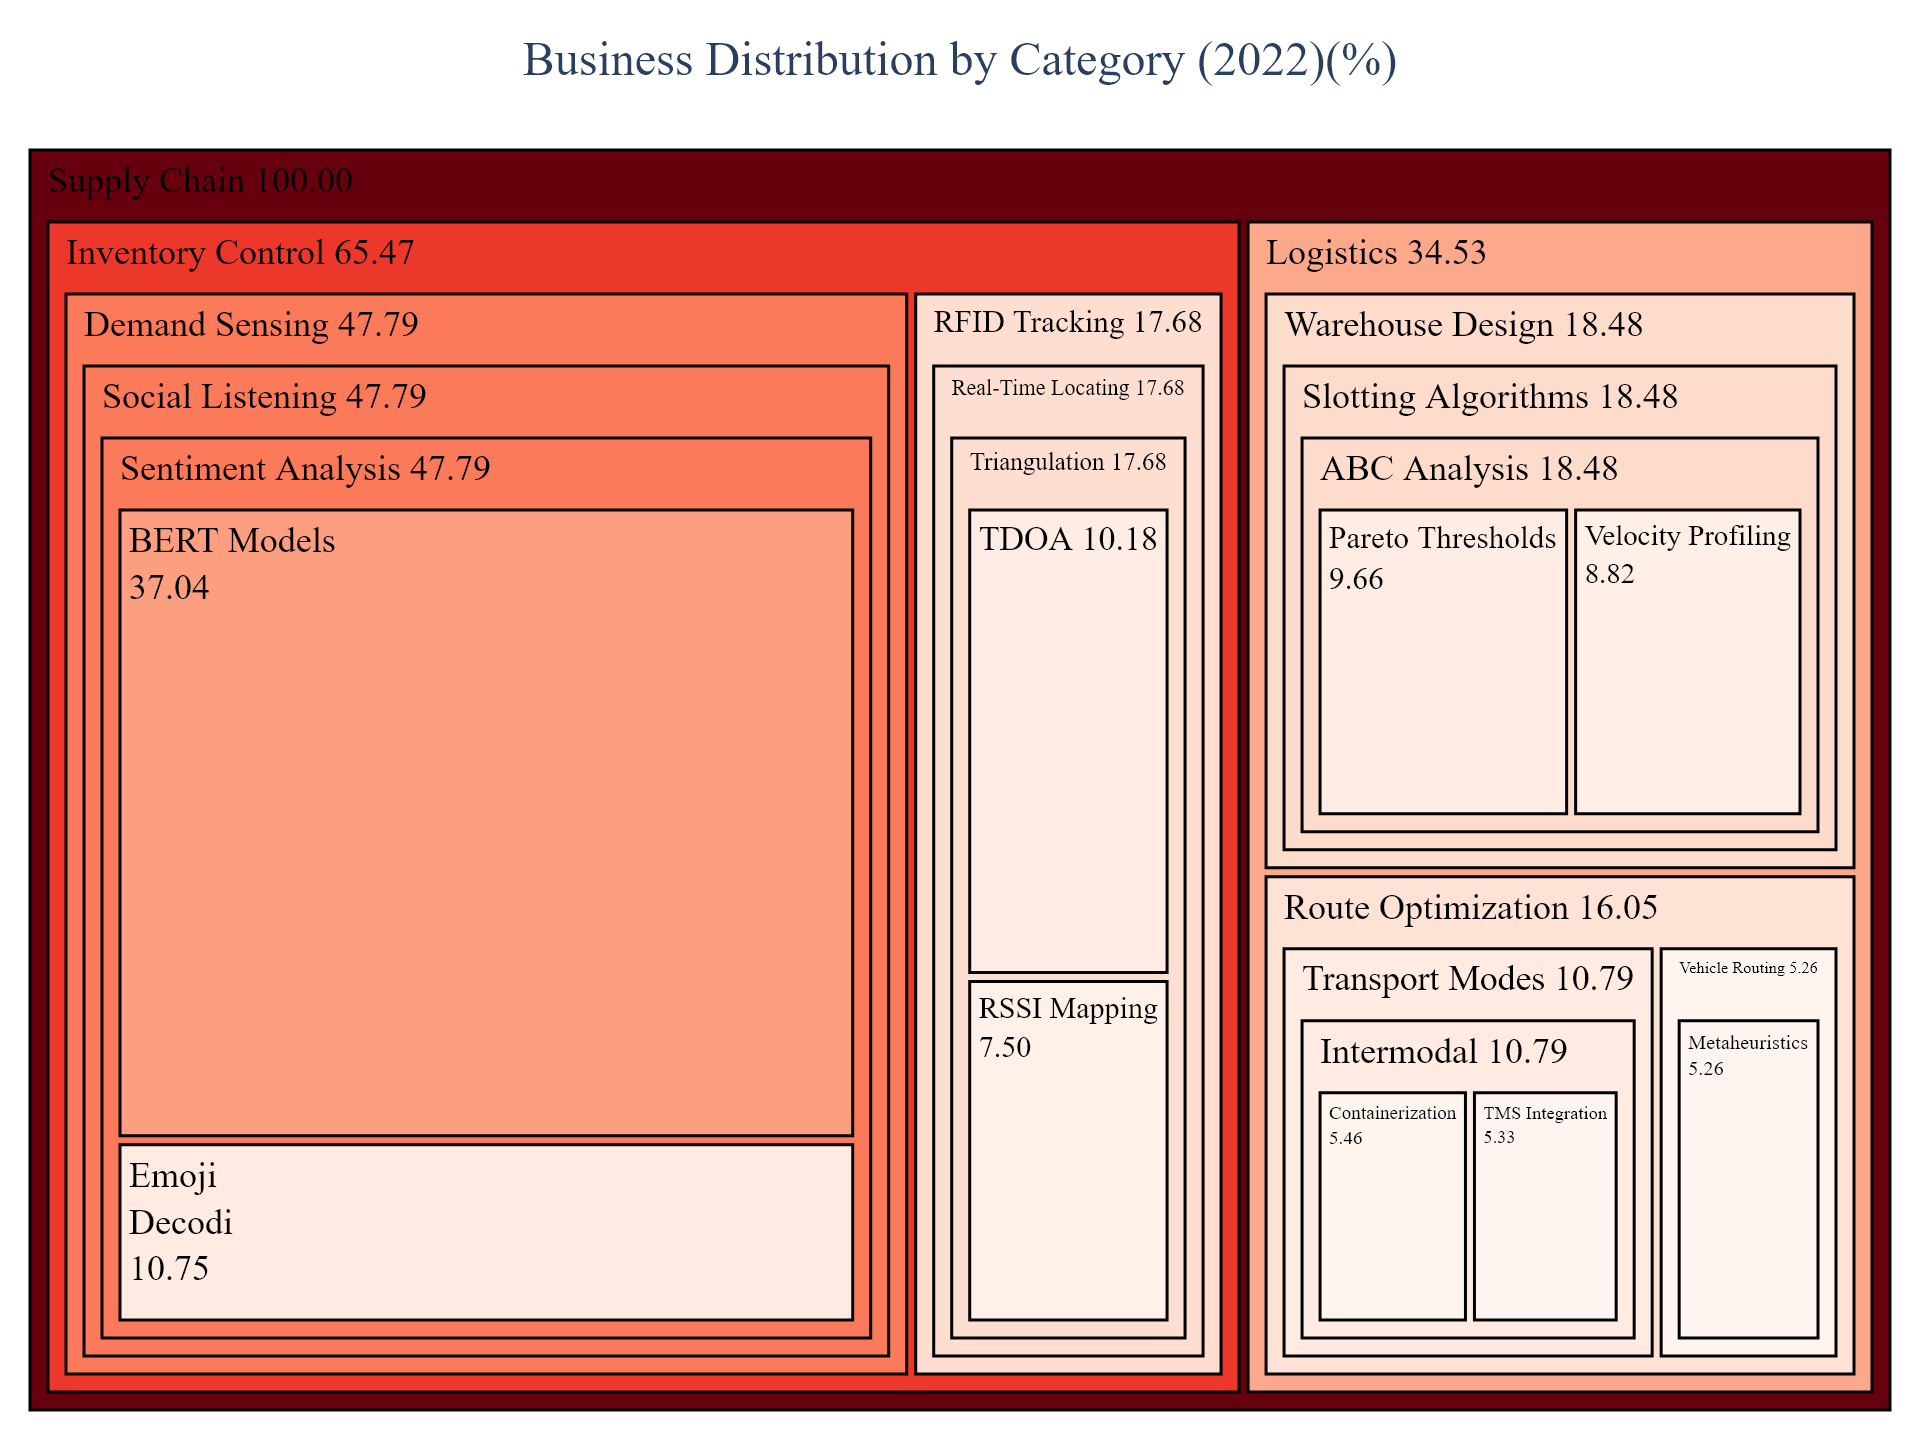 Business Distribution by Category (2022)(%)
Supply Chain 100.00
Inventory Control 65.47
Demand Sensing 47.79
Social Listening 47.79
Sentiment Analysis 47.79
BERT Models
37.04
Emoji
Decodi
10.75
RFID Tracking 17.68
Real-Time Locating 17.68
Triangulation 17.68
TDOA 10.18
RSSI Mapping
7.50
Logistics 34.53
Warehouse Design 18.48
Slotting Algorithms 18.48
ABC Analysis 18.48
Pareto Thresholds
9.66
Velocity Profiling
8.82
Route Optimization 16.05
Transport Modes 10.79
Intermodal 10.79
Containerization
5.46
TMS Integration
5.33
Vehicle Routing 5.26
Metaheuristics
5.26